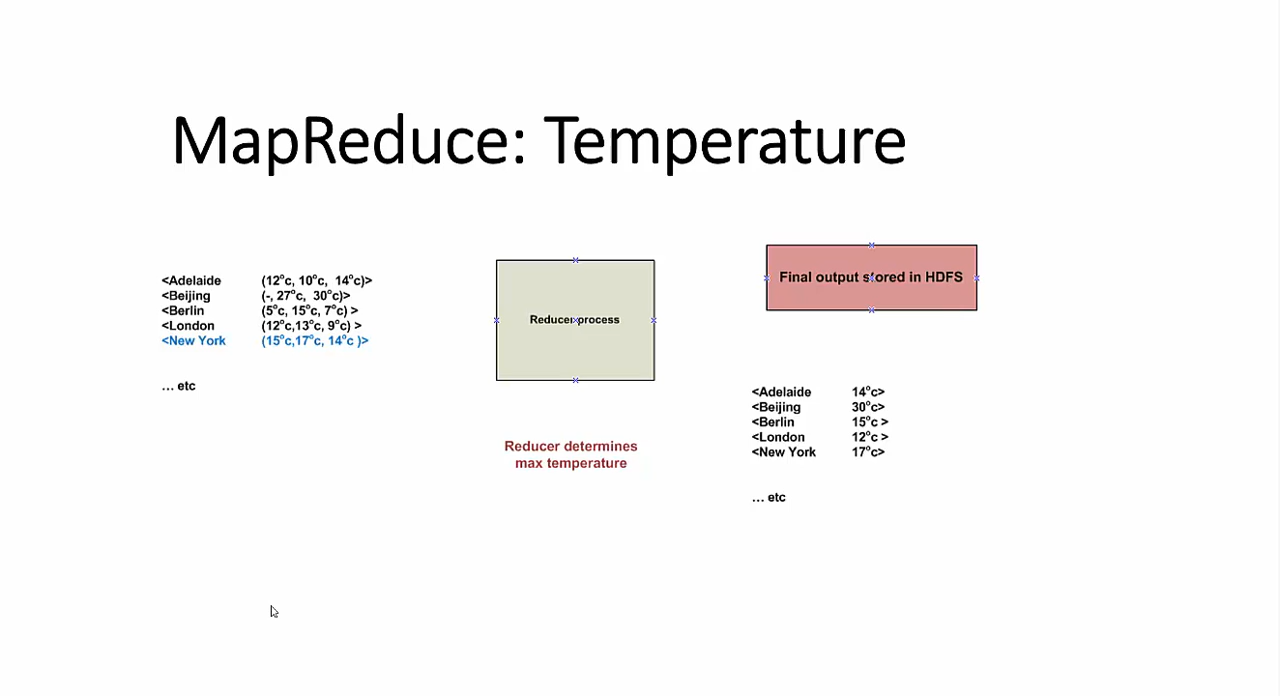 MapReduce: Temperature
<Adelaide (12°c, 10°c, 14°c)>
<Beijing (-, 27°c, 30°c)>
<Berlin (5°c, 15°c, 7°c) >
<London (12°c,13°c, 9°c) >
<New York (15°c,17°c, 14°c )>
... etc
Reducer process
Reducer determines
max temperature
Final output stored in HDFS
<Adelaide 14°c>
<Beijing 30°c>
<Berlin 15°c >
<London 12°c >
<New York 17°c>
... etc